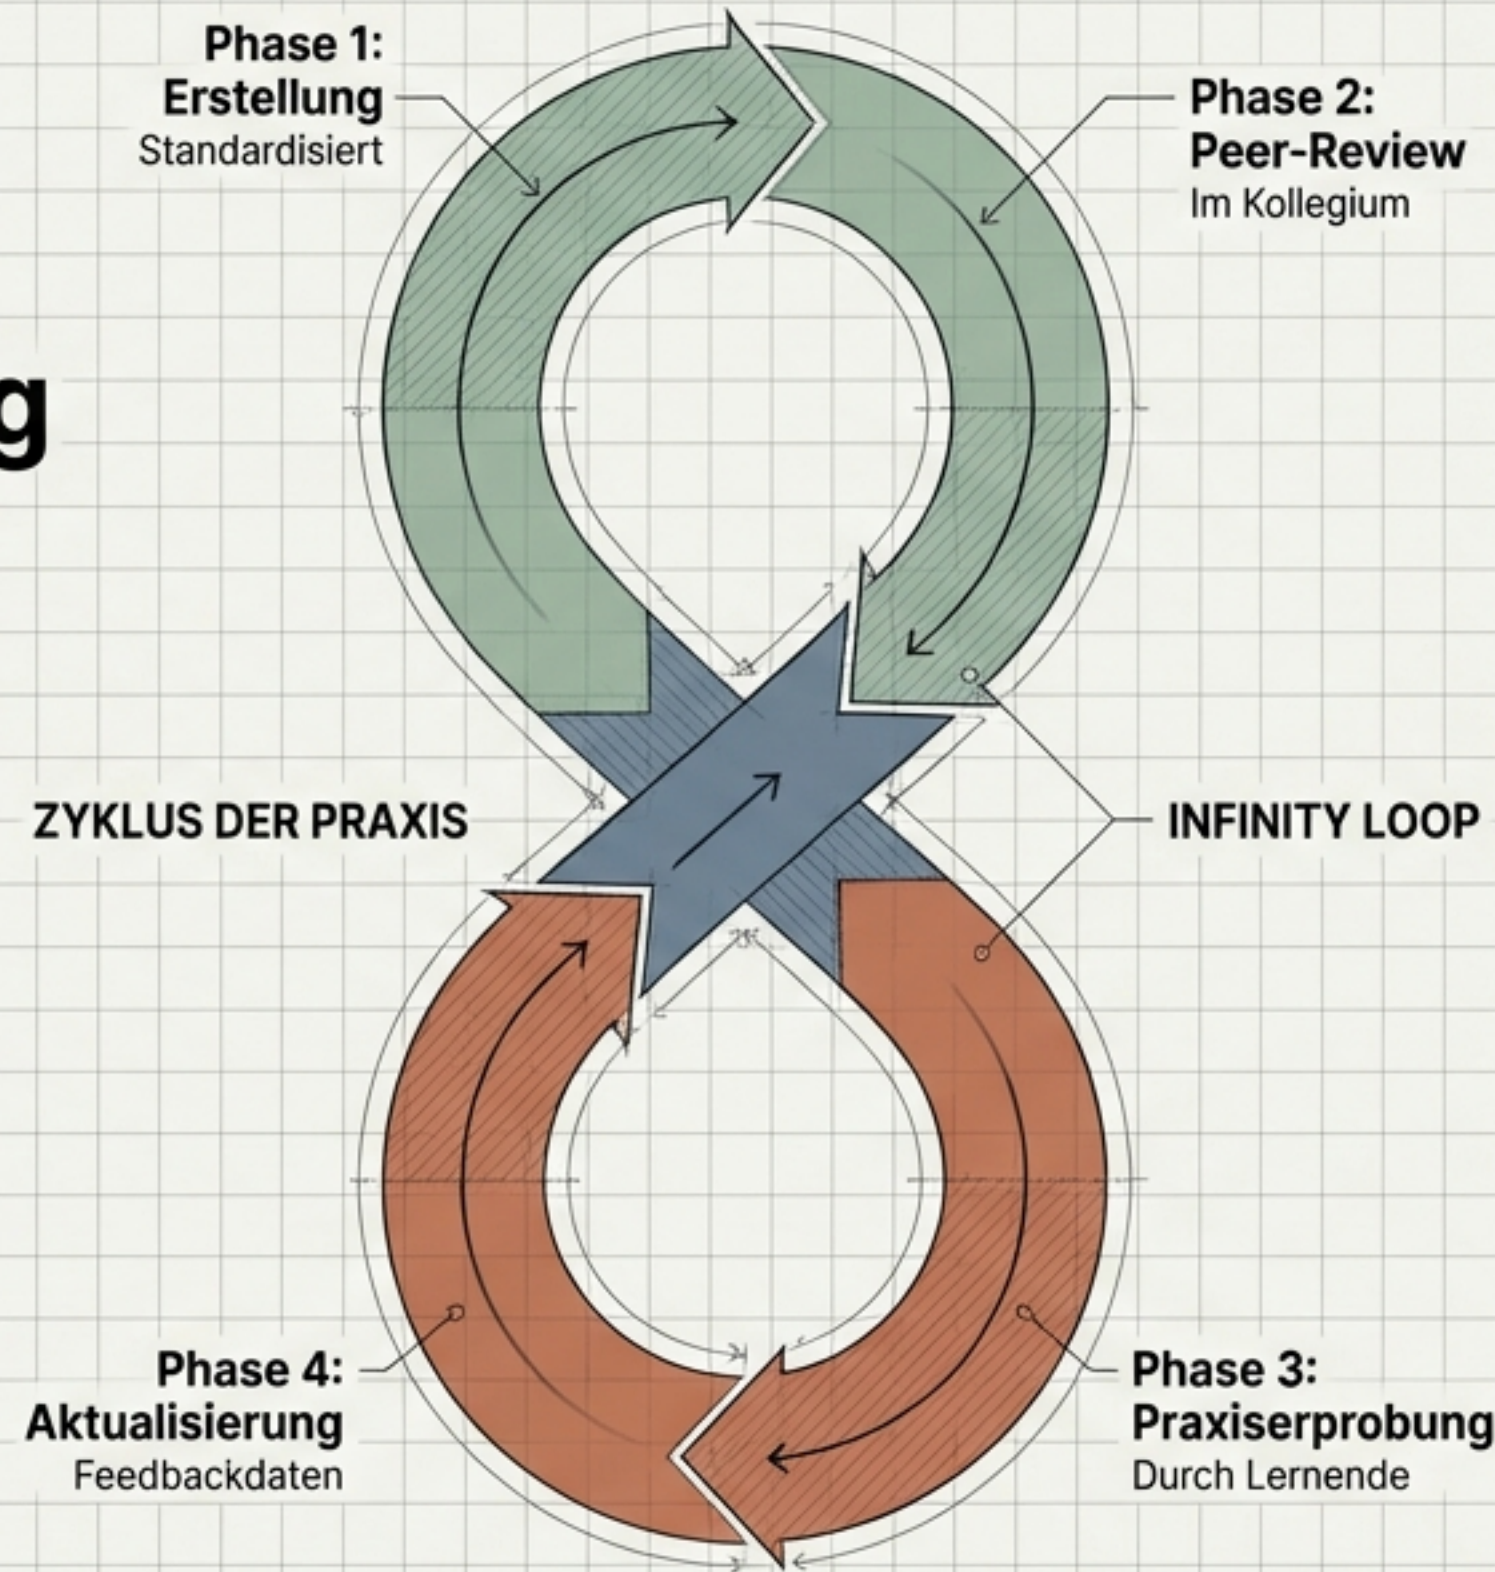 Phase 1:
Erstellung
Standardisiert
Phase 2:
Peer-Review
Im Kollegium
g
ZYKLUS DER PRAXIS
INFINITY LOOP
Phase 4:
Aktualisierung
Feedbackdaten
Phase 3:
Praxiserprobung
Durch Lernende